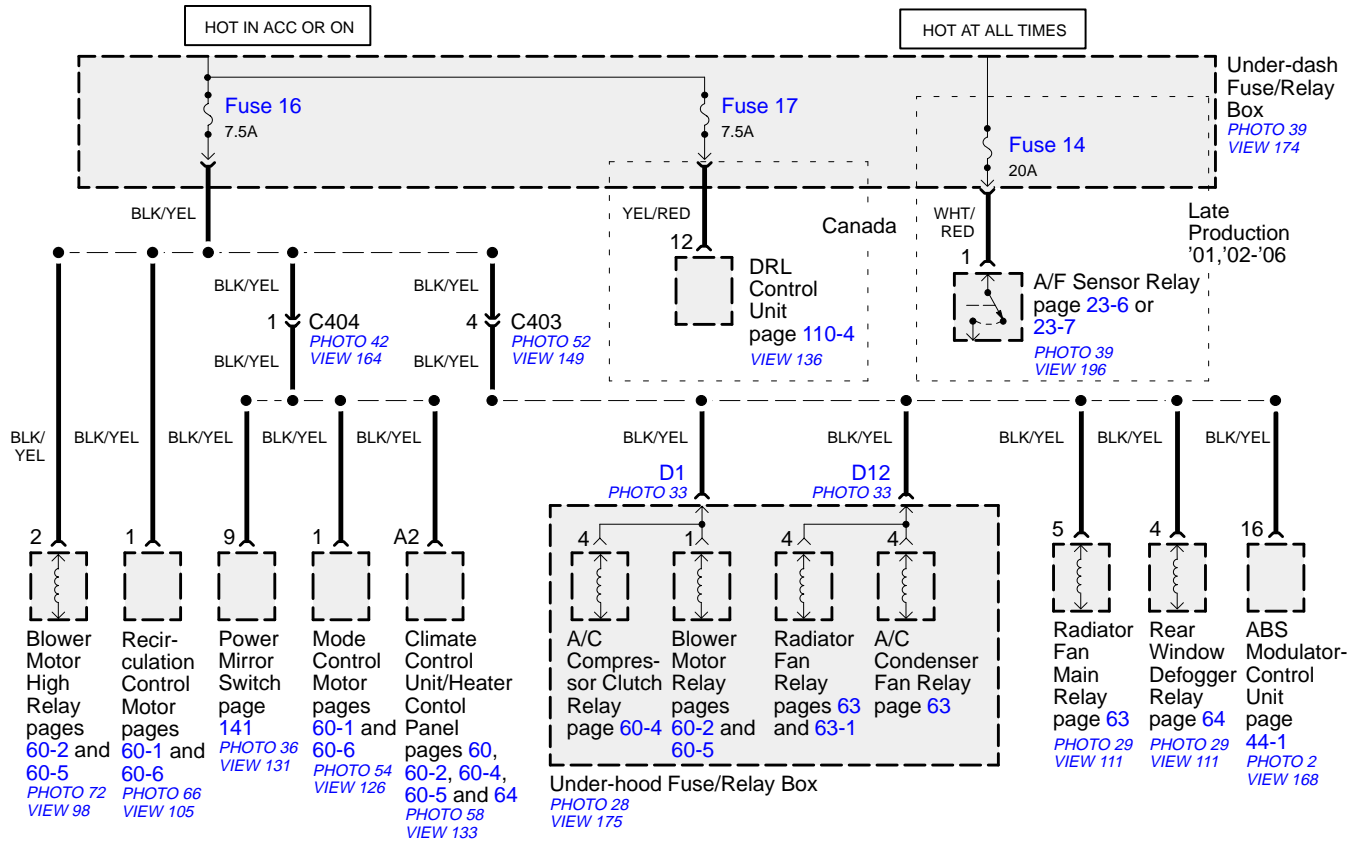 HOT IN ACC OR ON
HOT AT ALL TIMES
Under-dash
Fuse/Relay
Box
PHOTO 39
VIEW 174
Fuse 16
7.5A
Fuse 17
7.5A
Fuse 14
20A
BLK/YEL
YEL/RED
Canada
WHT/
RED
Late
Production
'01,'02-'06
12
DRL
Control
Unit
page 110-4
VIEW 136
1
A/F Sensor Relay
page 23-6 or
23-7
PHOTO 39
VIEW 196
BLK/YEL
1
C404
PHOTO 42
VIEW 164
BLK/YEL
BLK/YEL
4
C403
PHOTO 52
VIEW 149
BLK/YEL
BLK/
YEL
BLK/YEL
BLK/YEL
BLK/YEL
BLK/YEL
BLK/YEL
BLK/YEL
BLK/YEL
BLK/YEL
BLK/YEL
D1
PHOTO 33
D12
PHOTO 33
2
Blower
Motor
High
Relay
pages
60-2 and
60-5
PHOTO 72
VIEW 98
1
Recir-
culation
Control
Motor
pages
60-1 and
60-6
PHOTO 66
VIEW 105
9
Power
Mirror
Switch
page
141
PHOTO 36
VIEW 131
1
Mode
Control
Motor
pages
60-1 and
60-6
PHOTO 54
VIEW 126
A2
Climate
Control
Unit/Heater
Contol
Panel
pages 60,
60-2, 60-4,
60-5 and 64
PHOTO 58
VIEW 133
4
A/C
Compres-
sor Clutch
Relay
page 60-4
1
Blower
Motor
Relay
pages
60-2 and
60-5
4
Radiator
Fan
Relay
pages 63
and 63-1
4
A/C
Condenser
Fan Relay
page 63
Under-hood Fuse/Relay Box
PHOTO 28
VIEW 175
5
Radiator
Fan
Main
Relay
page 63
PHOTO 29
VIEW 111
4
Rear
Window
Defogger
Relay
page 64
PHOTO 29
VIEW 111
16
ABS
Modulator-
Control
Unit
page
44-1
PHOTO 2
VIEW 168